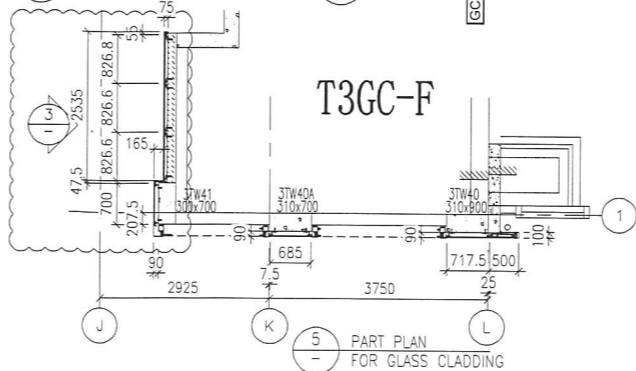 75
GC
55
826.8
826.6
826.6
2535
3
-
T3GC-F
165
47.5
700
207.5
3TW41
300x700
3TW40A
310x700
3TW40
310x900
1
90
90
90
100
685
717.5
500
7.5
25
2925
3750
J
K
L
5
-
PART PLAN
FOR GLASS CLADDING